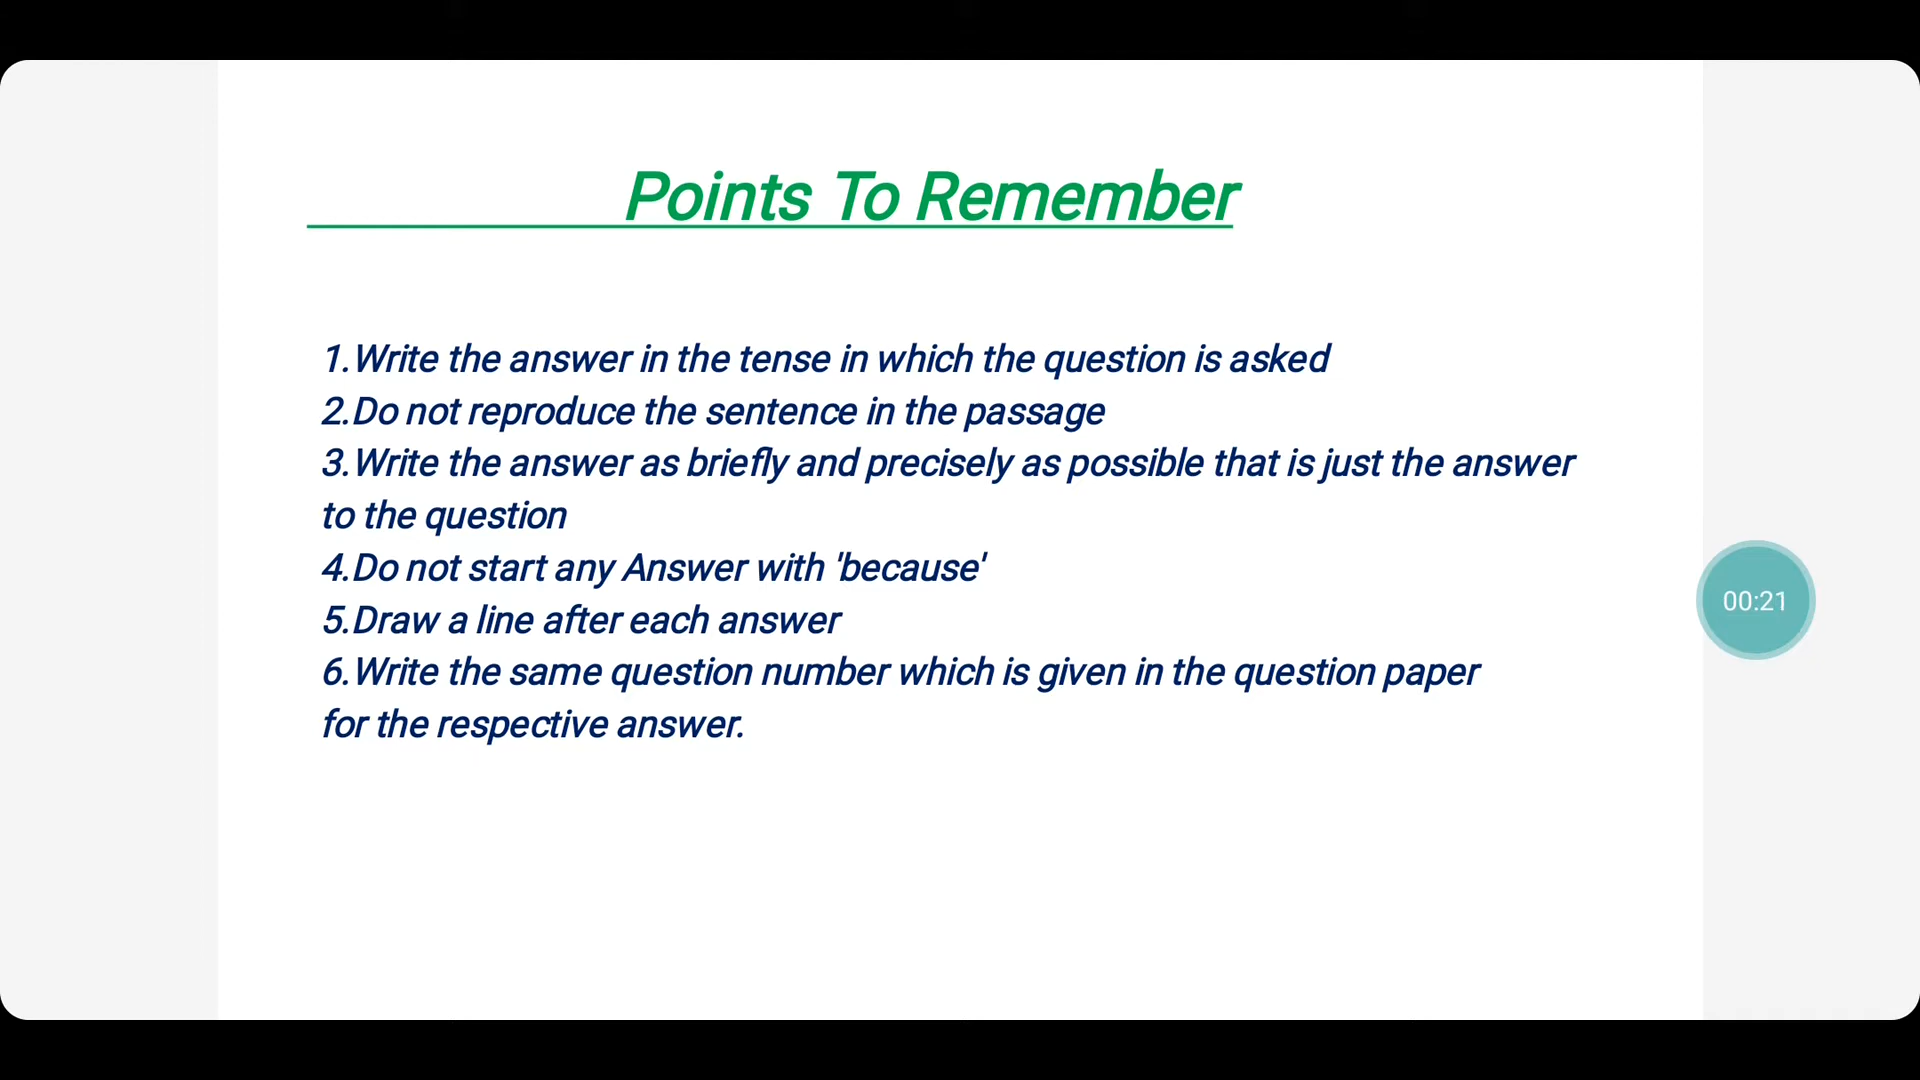 Points To Remember
1.Write the answer in the tense in which the question is asked
2.Do not reproduce the sentence in the passage
3.Write the answer as briefly and precisely as possible that is just the answer
to the question
4.Do not start any Answer with 'because'
5.Draw a line after each answer
6.Write the same question number which is given in the question paper
for the respective answer.
00:21